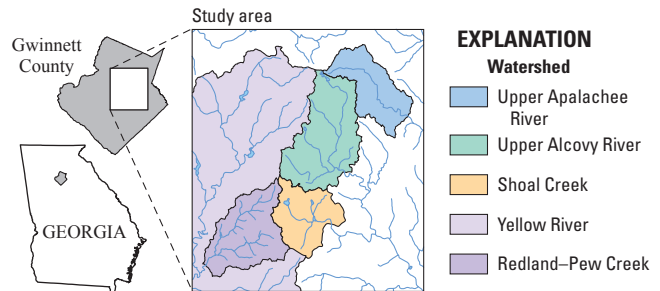 Study area
Gwinnett
County
GEORGIA
EXPLANATION
Watershed
Upper Apalachee
River
Upper Alcovy River
Shoal Creek
Yellow River
Redland–Pew Creek